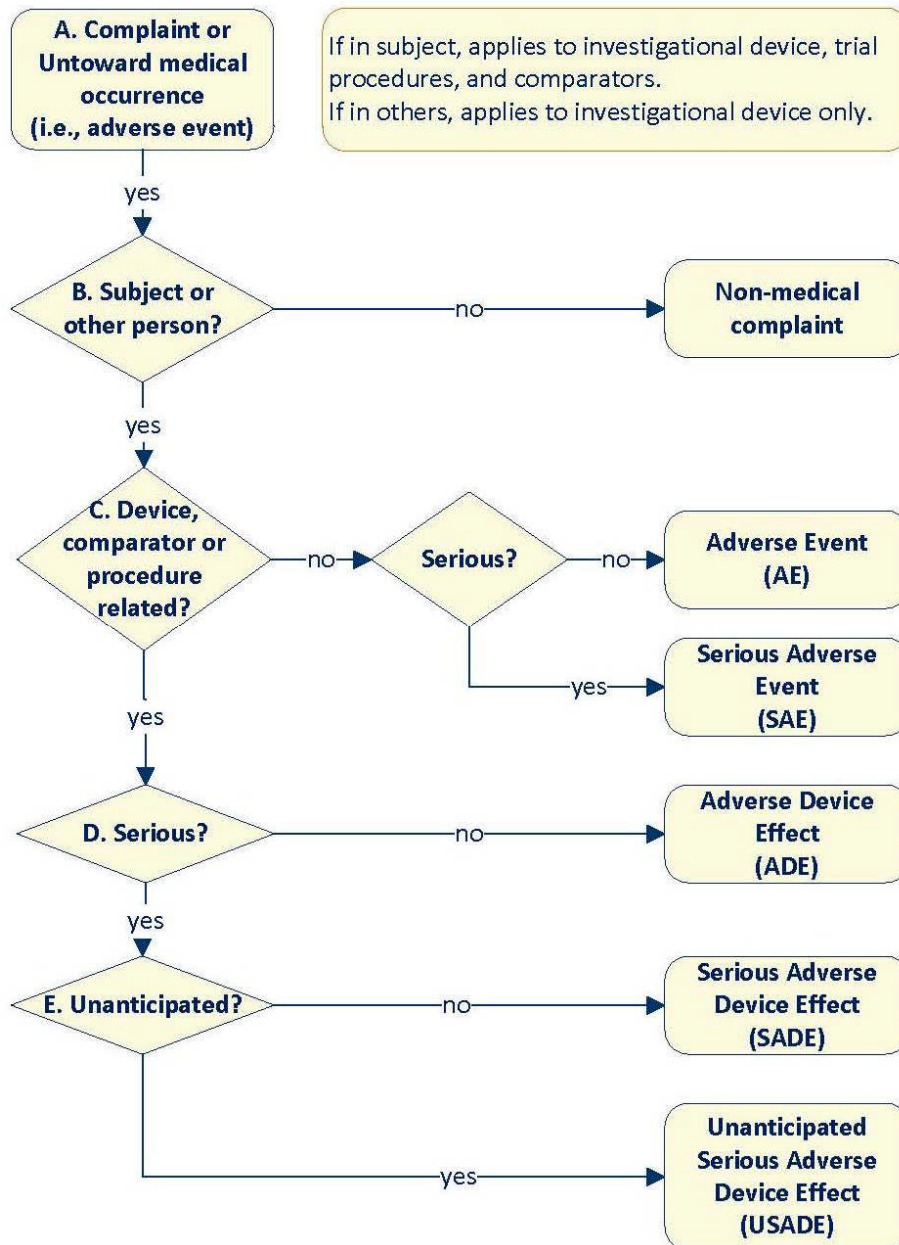 A. Complaint or
Untoward medical
occurrence
(i.e., adverse event)
If in subject, applies to investigational device, trial
procedures, and comparators.
If in others, applies to investigational device only.
yes
B. Subject or
other person?
no
Non-medical
complaint
yes
C. Device,
comparator or
procedure
related?
no
Serious?
no
Adverse Event
(AE)
yes
Serious Adverse
Event
(SAE)
yes
D. Serious?
no
Adverse Device
Effect
(ADE)
yes
E. Unanticipated?
no
Serious Adverse
Device Effect
(SADE)
yes
Unanticipated
Serious Adverse
Device Effect
(USADE)